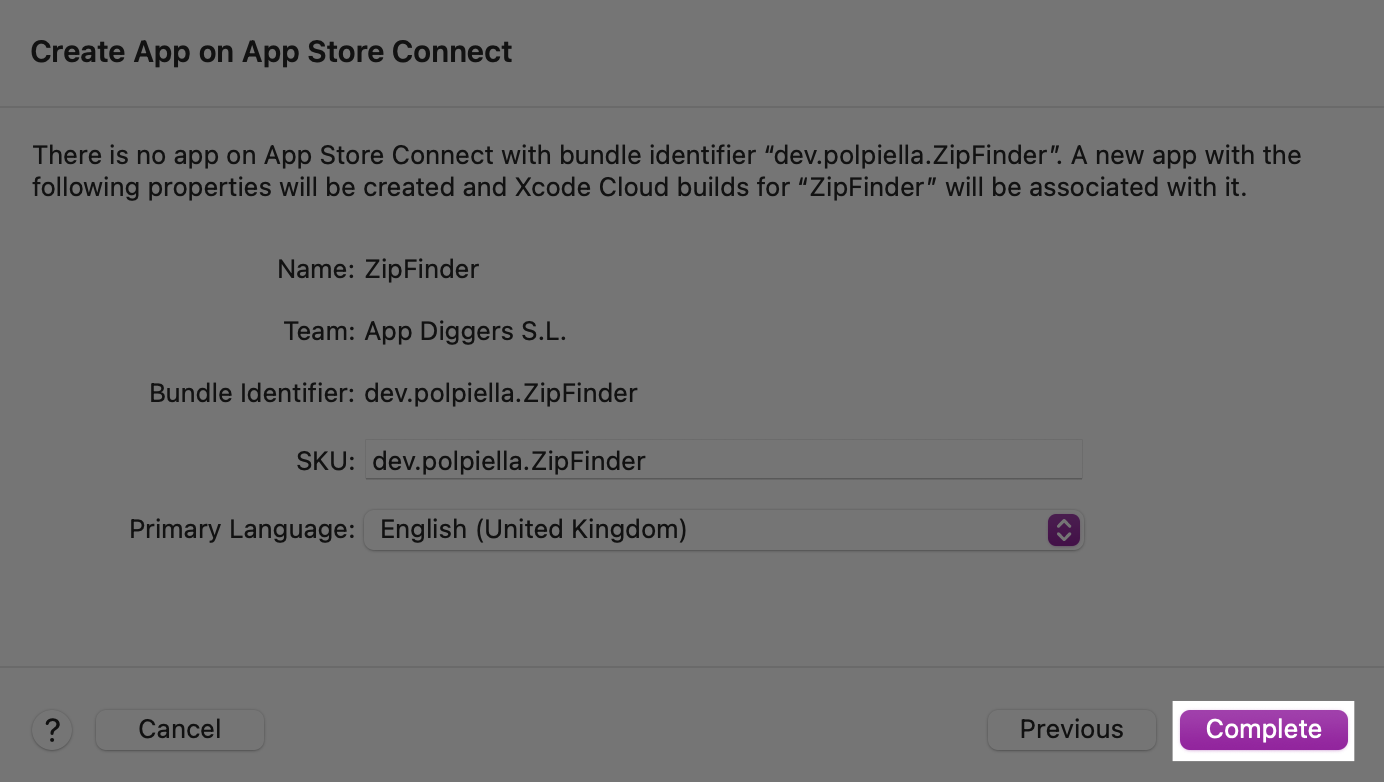 Create App on App Store Connect
There is no app on App Store Connect with bundle identifier “dev.polpiella.ZipFinder”. A new app with the
following properties will be created and Xcode Cloud builds for “ZipFinder” will be associated with it.
Name: ZipFinder
Team: App Diggers S.L.
Bundle Identifier: dev.polpiella.ZipFinder
SKU: dev.polpiella.ZipFinder
Primary Language: English (United Kingdom)
? Cancel Previous Complete